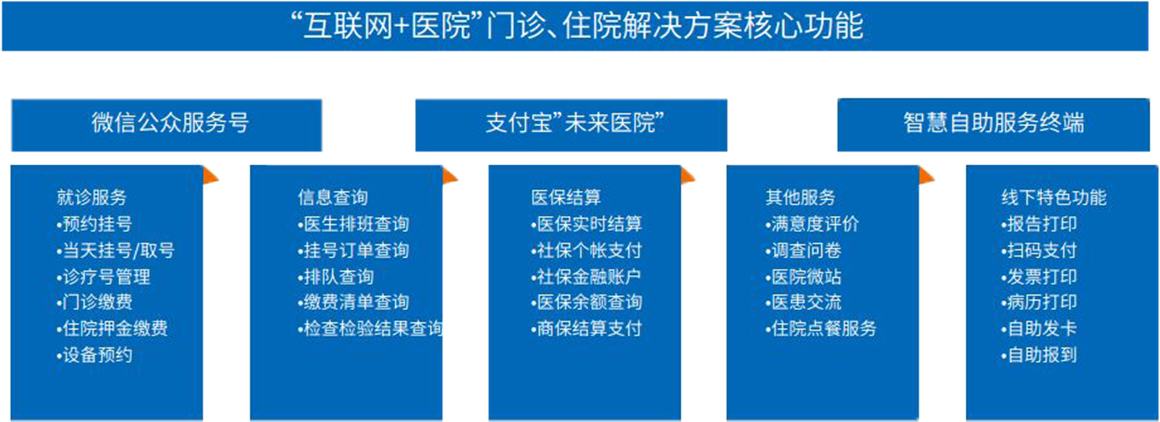 “互联网+医院”门诊、住院解决方案核心功能
微信公众服务号
支付宝”未来医院”
智慧自助服务终端
就诊服务
•预约挂号
•当天挂号/取号
•诊疗号管理
•门诊缴费
•住院押金缴费
•设备预约
信息查询
•医生排班查询
•挂号订单查询
•排队查询
•缴费清单查询
•检查检验结果查询
医保结算
•医保实时结算
•社保个帐支付
•社保金融账户
•医保余额查询
•商保结算支付
其他服务
•满意度评价
•调查问卷
•医院微站
•医患交流
•住院点餐服务
线下特色功能
•报告打印
•扫码支付
•发票打印
•病历打印
•自助发卡
•自助报到